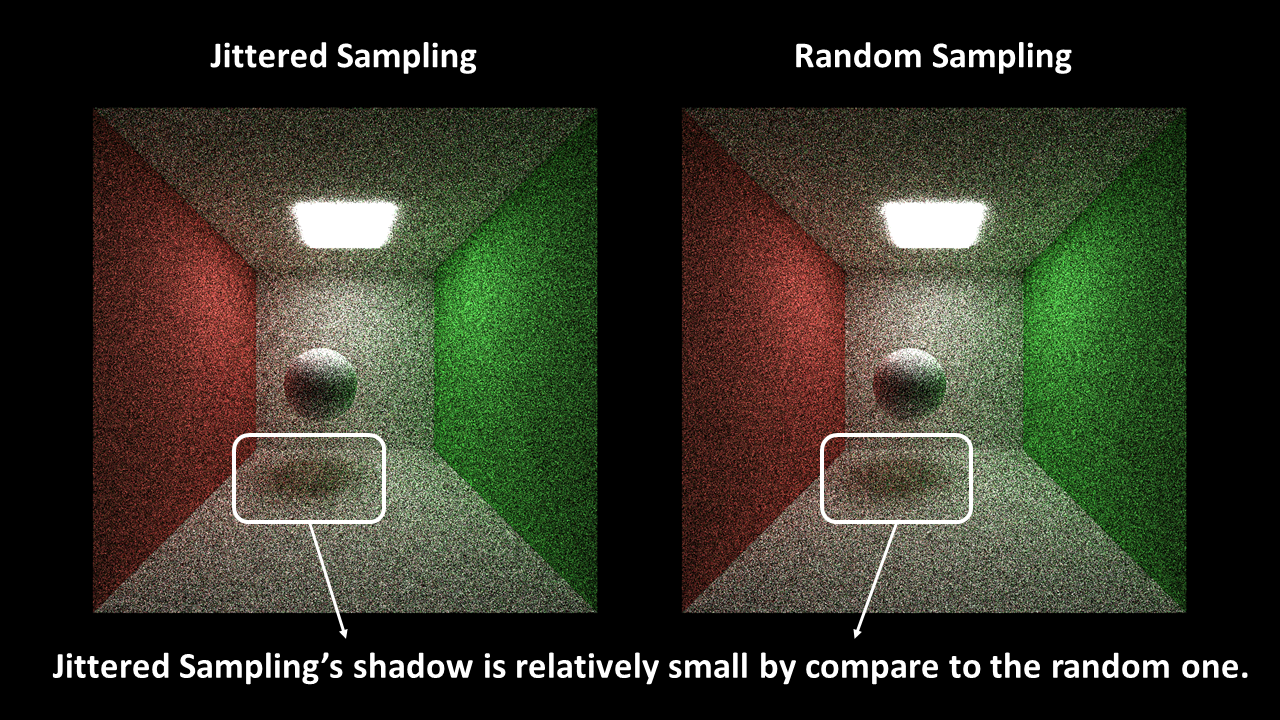 Jittered Sampling
Random Sampling
Jittered Sampling’s shadow is relatively small by compare to the random one.